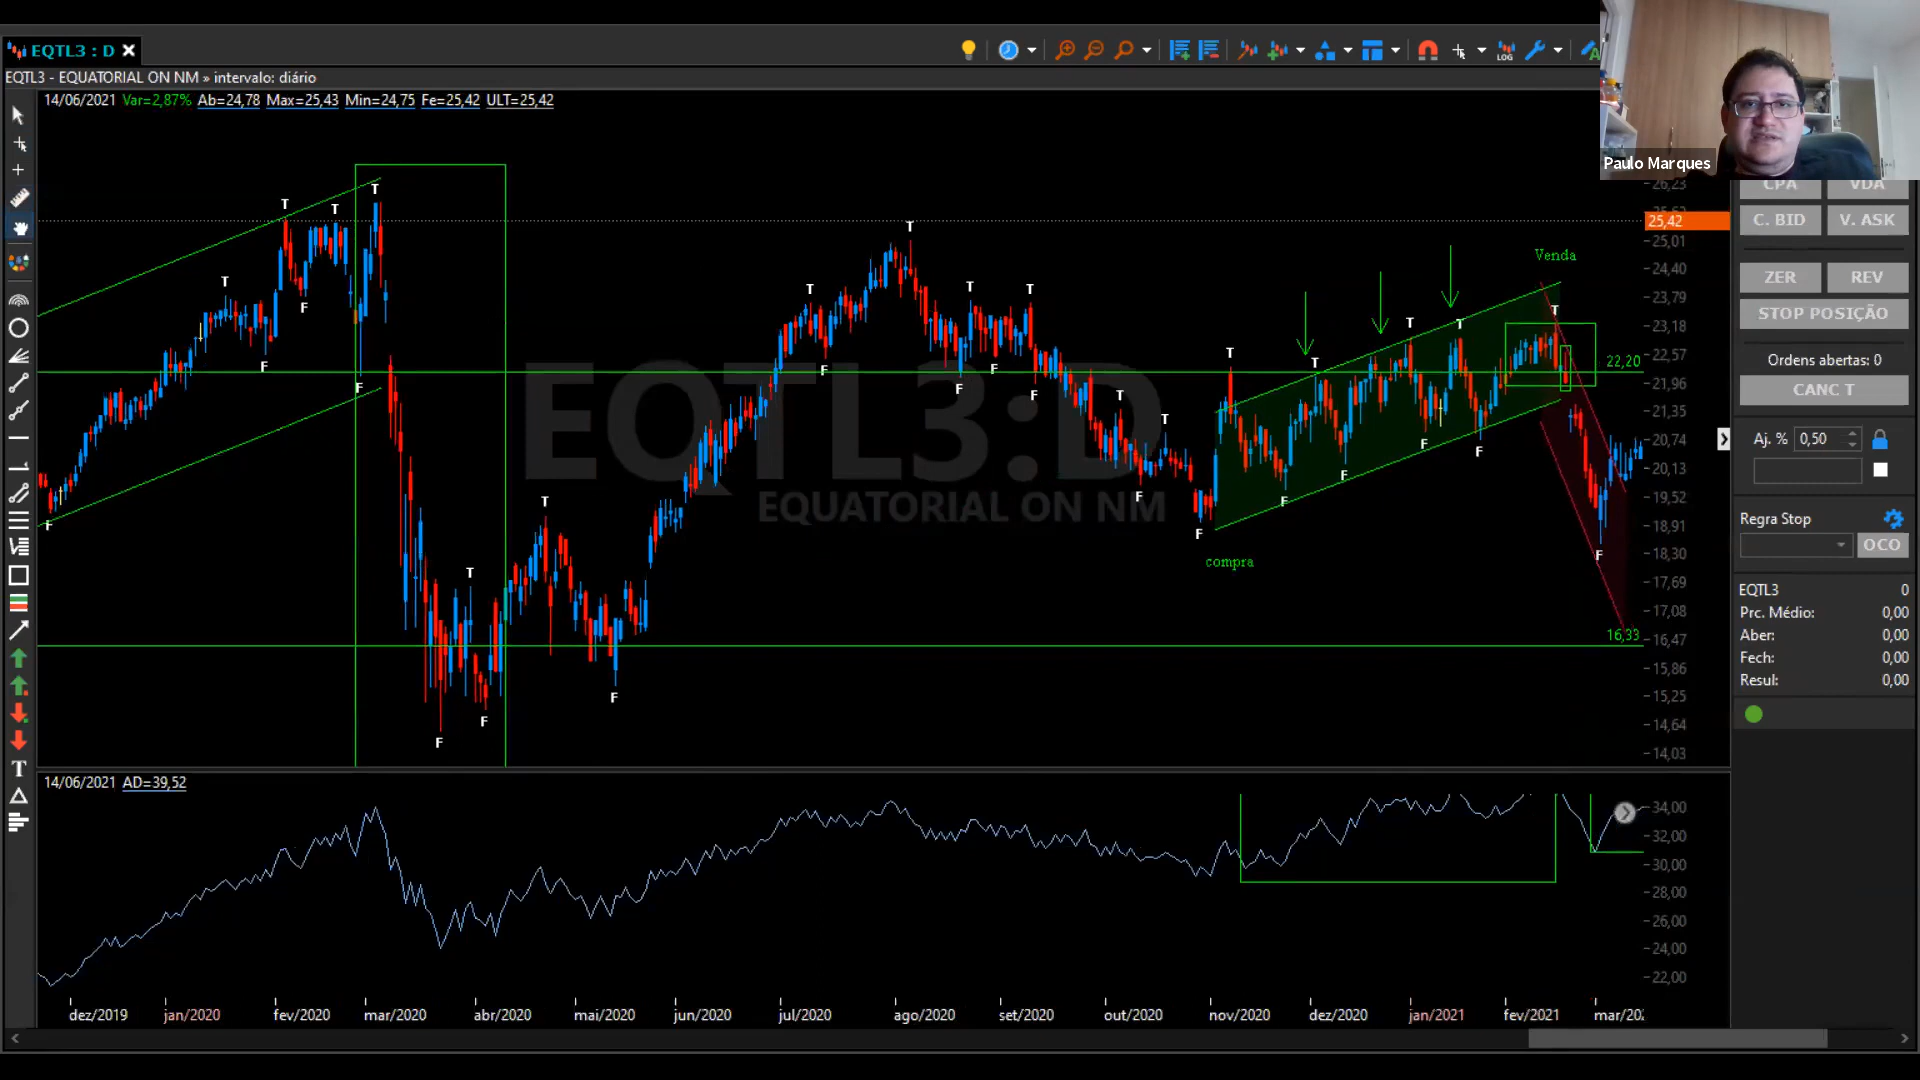 EQTL3 : D
LOG
EQTL3 - EQUATORIAL ON NM » intervalo: diário
14/06/2021 Var=2,87% Ab=24,78 Max=25,43 Min=24,75 Fe=25,42 ULT=25,42
Paulo Marques
CPA VDA
C. BID V. ASK
ZER REV
STOP POSIÇÃO
Ordens abertas: 0
CANC T
Aj. % 0,50
Regra Stop
OCO
EQTL3 0
Prc. Médio: 0,00
Aber: 0,00
Fech: 0,00
Resul: 0,00
26,23
25,42
25,01
24,40
23,79
23,18
22,57
21,96
21,35
20,74
20,13
19,52
18,91
18,30
17,69
17,08
16,47
15,86
15,25
14,64
14,03
EQTL3:D
EQUATORIAL ON NM
Venda
22,20
compra
16,33
T T T T T T T T T T T T T T T T T T
F F F F F F F F F F F F F F F F F F F
14/06/2021 AD=39,52
34,00
32,00
30,00
28,00
26,00
24,00
22,00
dez/2019 jan/2020 fev/2020 mar/2020 abr/2020 mai/2020 jun/2020 jul/2020 ago/2020 set/2020 out/2020 nov/2020 dez/2020 jan/2021 fev/2021 mar/202